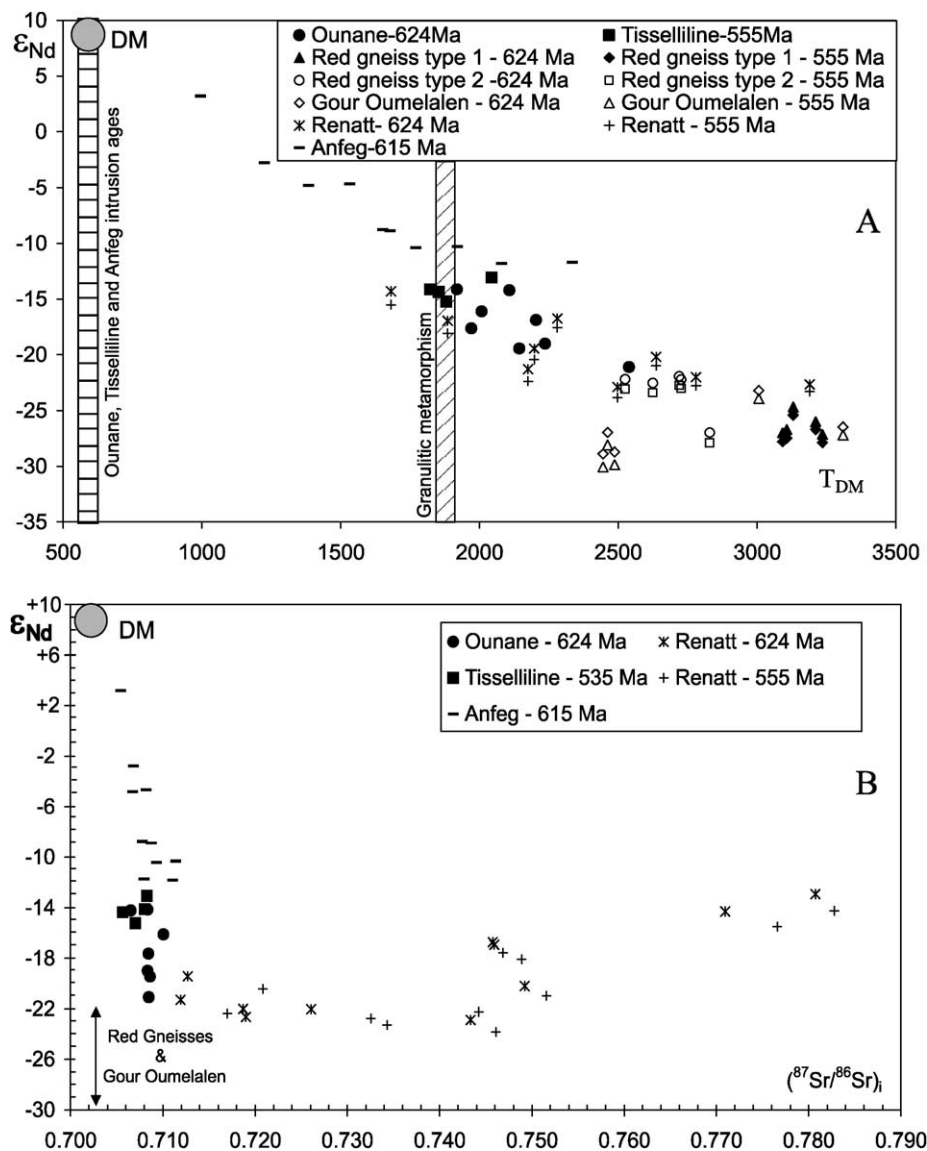 10
5
0
-5
-10
-15
-20
-25
-30
-35
εNd
DM
Ounane, Tisselliline and Anfeg intrusion ages
Ounane-624Ma
Tisselliline-555Ma
Red gneiss type 1 - 624 Ma
Red gneiss type 1 - 555 Ma
Red gneiss type 2 -624 Ma
Red gneiss type 2 - 555 Ma
Gour Oumelalen - 624 Ma
Gour Oumelalen - 555 Ma
Renatt- 624 Ma
Renatt - 555 Ma
Anfeg-615 Ma
A
Granulitic metamorphism
TDM
500 1000 1500 2000 2500 3000 3500
+10
+6
+2
-2
-6
-10
-14
-18
-22
-26
-30
εNd
DM
Ounane - 624 Ma
Renatt - 624 Ma
Tisselliline - 535 Ma
Renatt - 555 Ma
Anfeg - 615 Ma
B
Red Gneisses
&
Gour Oumelalen
(⁸⁷Sr/⁸⁶Sr)i
0.700 0.710 0.720 0.730 0.740 0.750 0.760 0.770 0.780 0.790